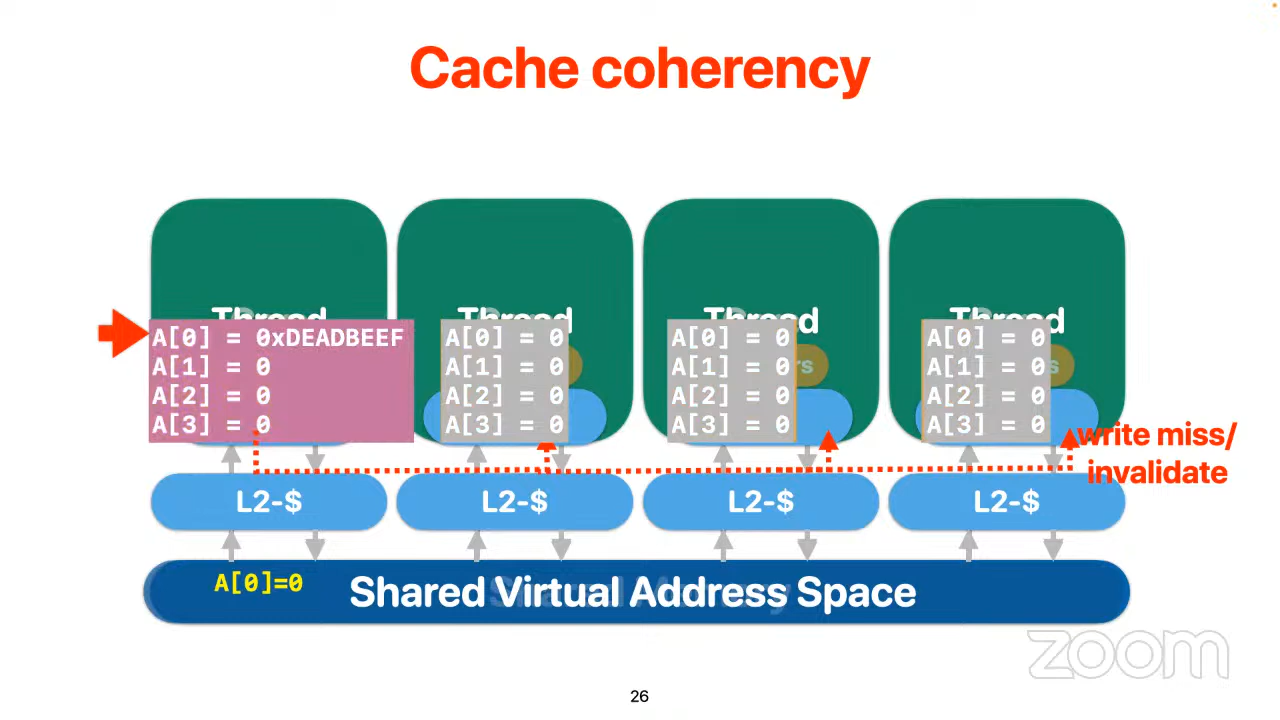 Cache coherency
Thread
Thread
Thread
Thread
A[0] = 0xDEADBEEF
A[1] = 0
A[2] = 0
A[3] = 0
A[0] = 0
A[1] = 0
A[2] = 0
A[3] = 0
A[0] = 0
A[1] = 0
A[2] = 0
A[3] = 0
A[0] = 0
A[1] = 0
A[2] = 0
A[3] = 0
write miss/
invalidate
L2-$
L2-$
L2-$
L2-$
A[0]=0
Shared Virtual Address Space
zoom
26